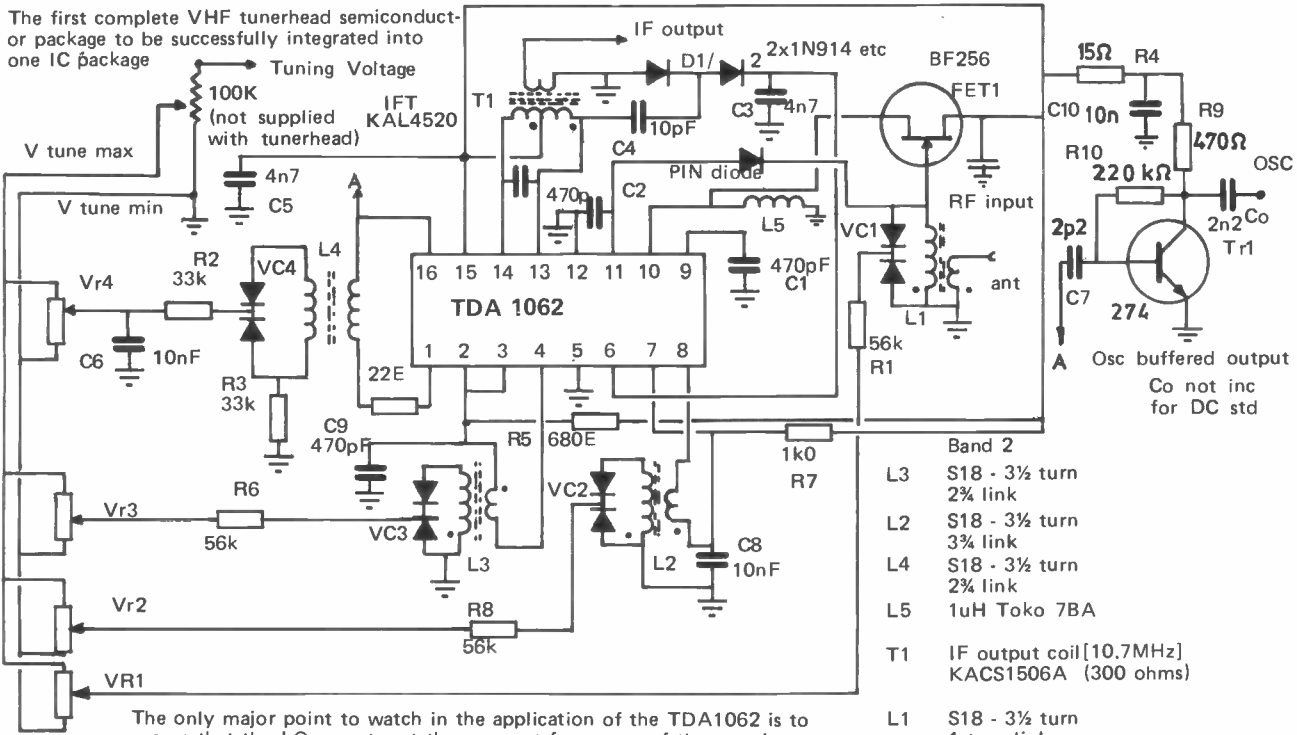 The first complete VHF tunerhead semiconduct-
or package to be successfully integrated into
one IC package
Tuning Voltage
100K
(not supplied
with tunerhead)
V tune max
V tune min
IFT
KAL4520
T1
IF output
D1/ 2
2x1N914 etc
C3
4n7
10pF
C4
BF256
FET1
15Ω
R4
C10
10n
R9
470Ω
R10
220 kΩ
OSC
2n2
Co
Tr1
2p2
C7
274
A
Osc buffered output
Co not inc
for DC std
4n7
C5
A
470p
C2
PIN diode
L5
RF input
VC1
ant
L1
470pF
C1
56k
R1
R2
33k
VC4
L4
Vr4
C6
10nF
R3
33k
16 15 14 13 12 11 10 9
TDA 1062
1 2 3 4 5 6 7 8
22E
C9
470pF
R5
680E
1k0
R7
R6
56k
Vr3
VC3
L3
VC2
L2
C8
10nF
Vr2
R8
56k
VR1
Band 2
L3 S18 - 3½ turn
2¾ link
L2 S18 - 3½ turn
3¾ link
L4 S18 - 3½ turn
2¾ link
L5 1uH Toko 7BA
T1 IF output coil [10.7MHz]
KACS1506A (300 ohms)
L1 S18 - 3½ turn
The only major point to watch in the application of the TDA1062 is to